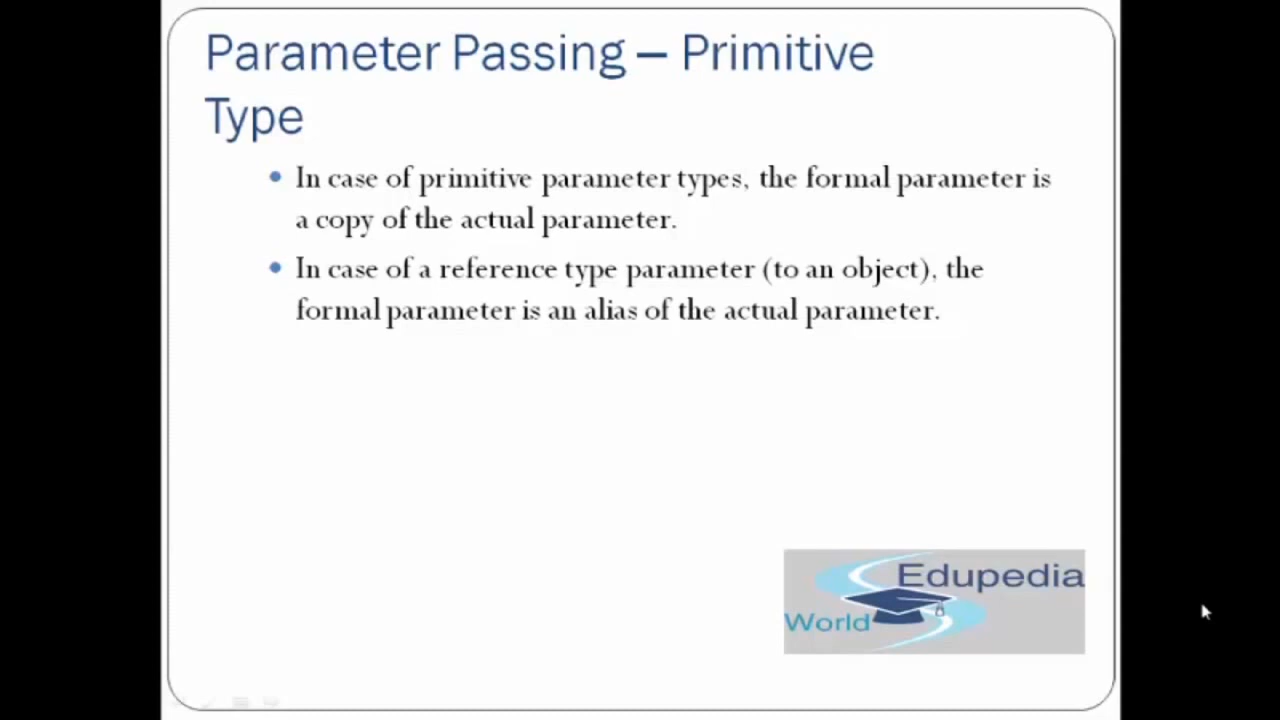 Parameter Passing – Primitive
Type
• In case of primitive parameter types, the formal parameter is
a copy of the actual parameter.
• In case of a reference type parameter (to an object), the
formal parameter is an alias of the actual parameter.
Edupedia
World